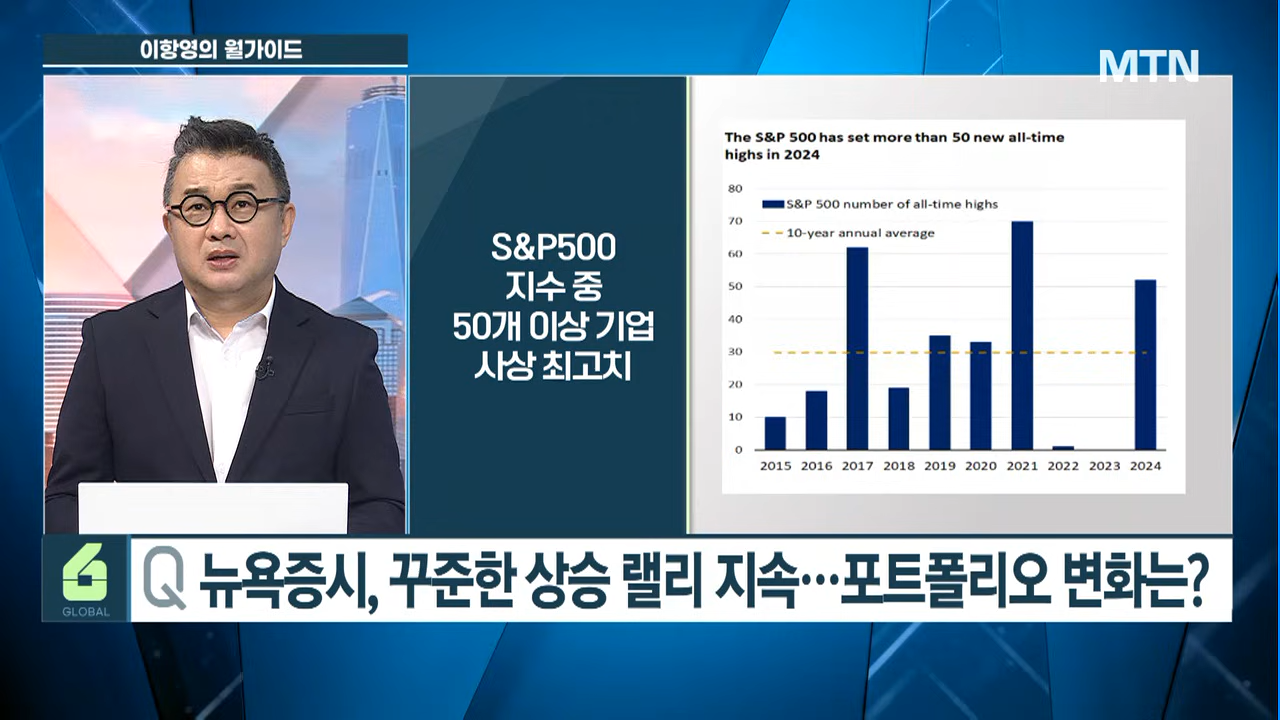 이항영의 월가이드
MTN
S&P500
지수 중
50개 이상 기업
사상 최고치
The S&P 500 has set more than 50 new all-time
highs in 2024
80
70
60
50
40
30
20
10
0
S&P 500 number of all-time highs
10-year annual average
2015 2016 2017 2018 2019 2020 2021 2022 2023 2024
GLOBAL
Q 뉴욕증시, 꾸준한 상승 랠리 지속…포트폴리오 변화는?